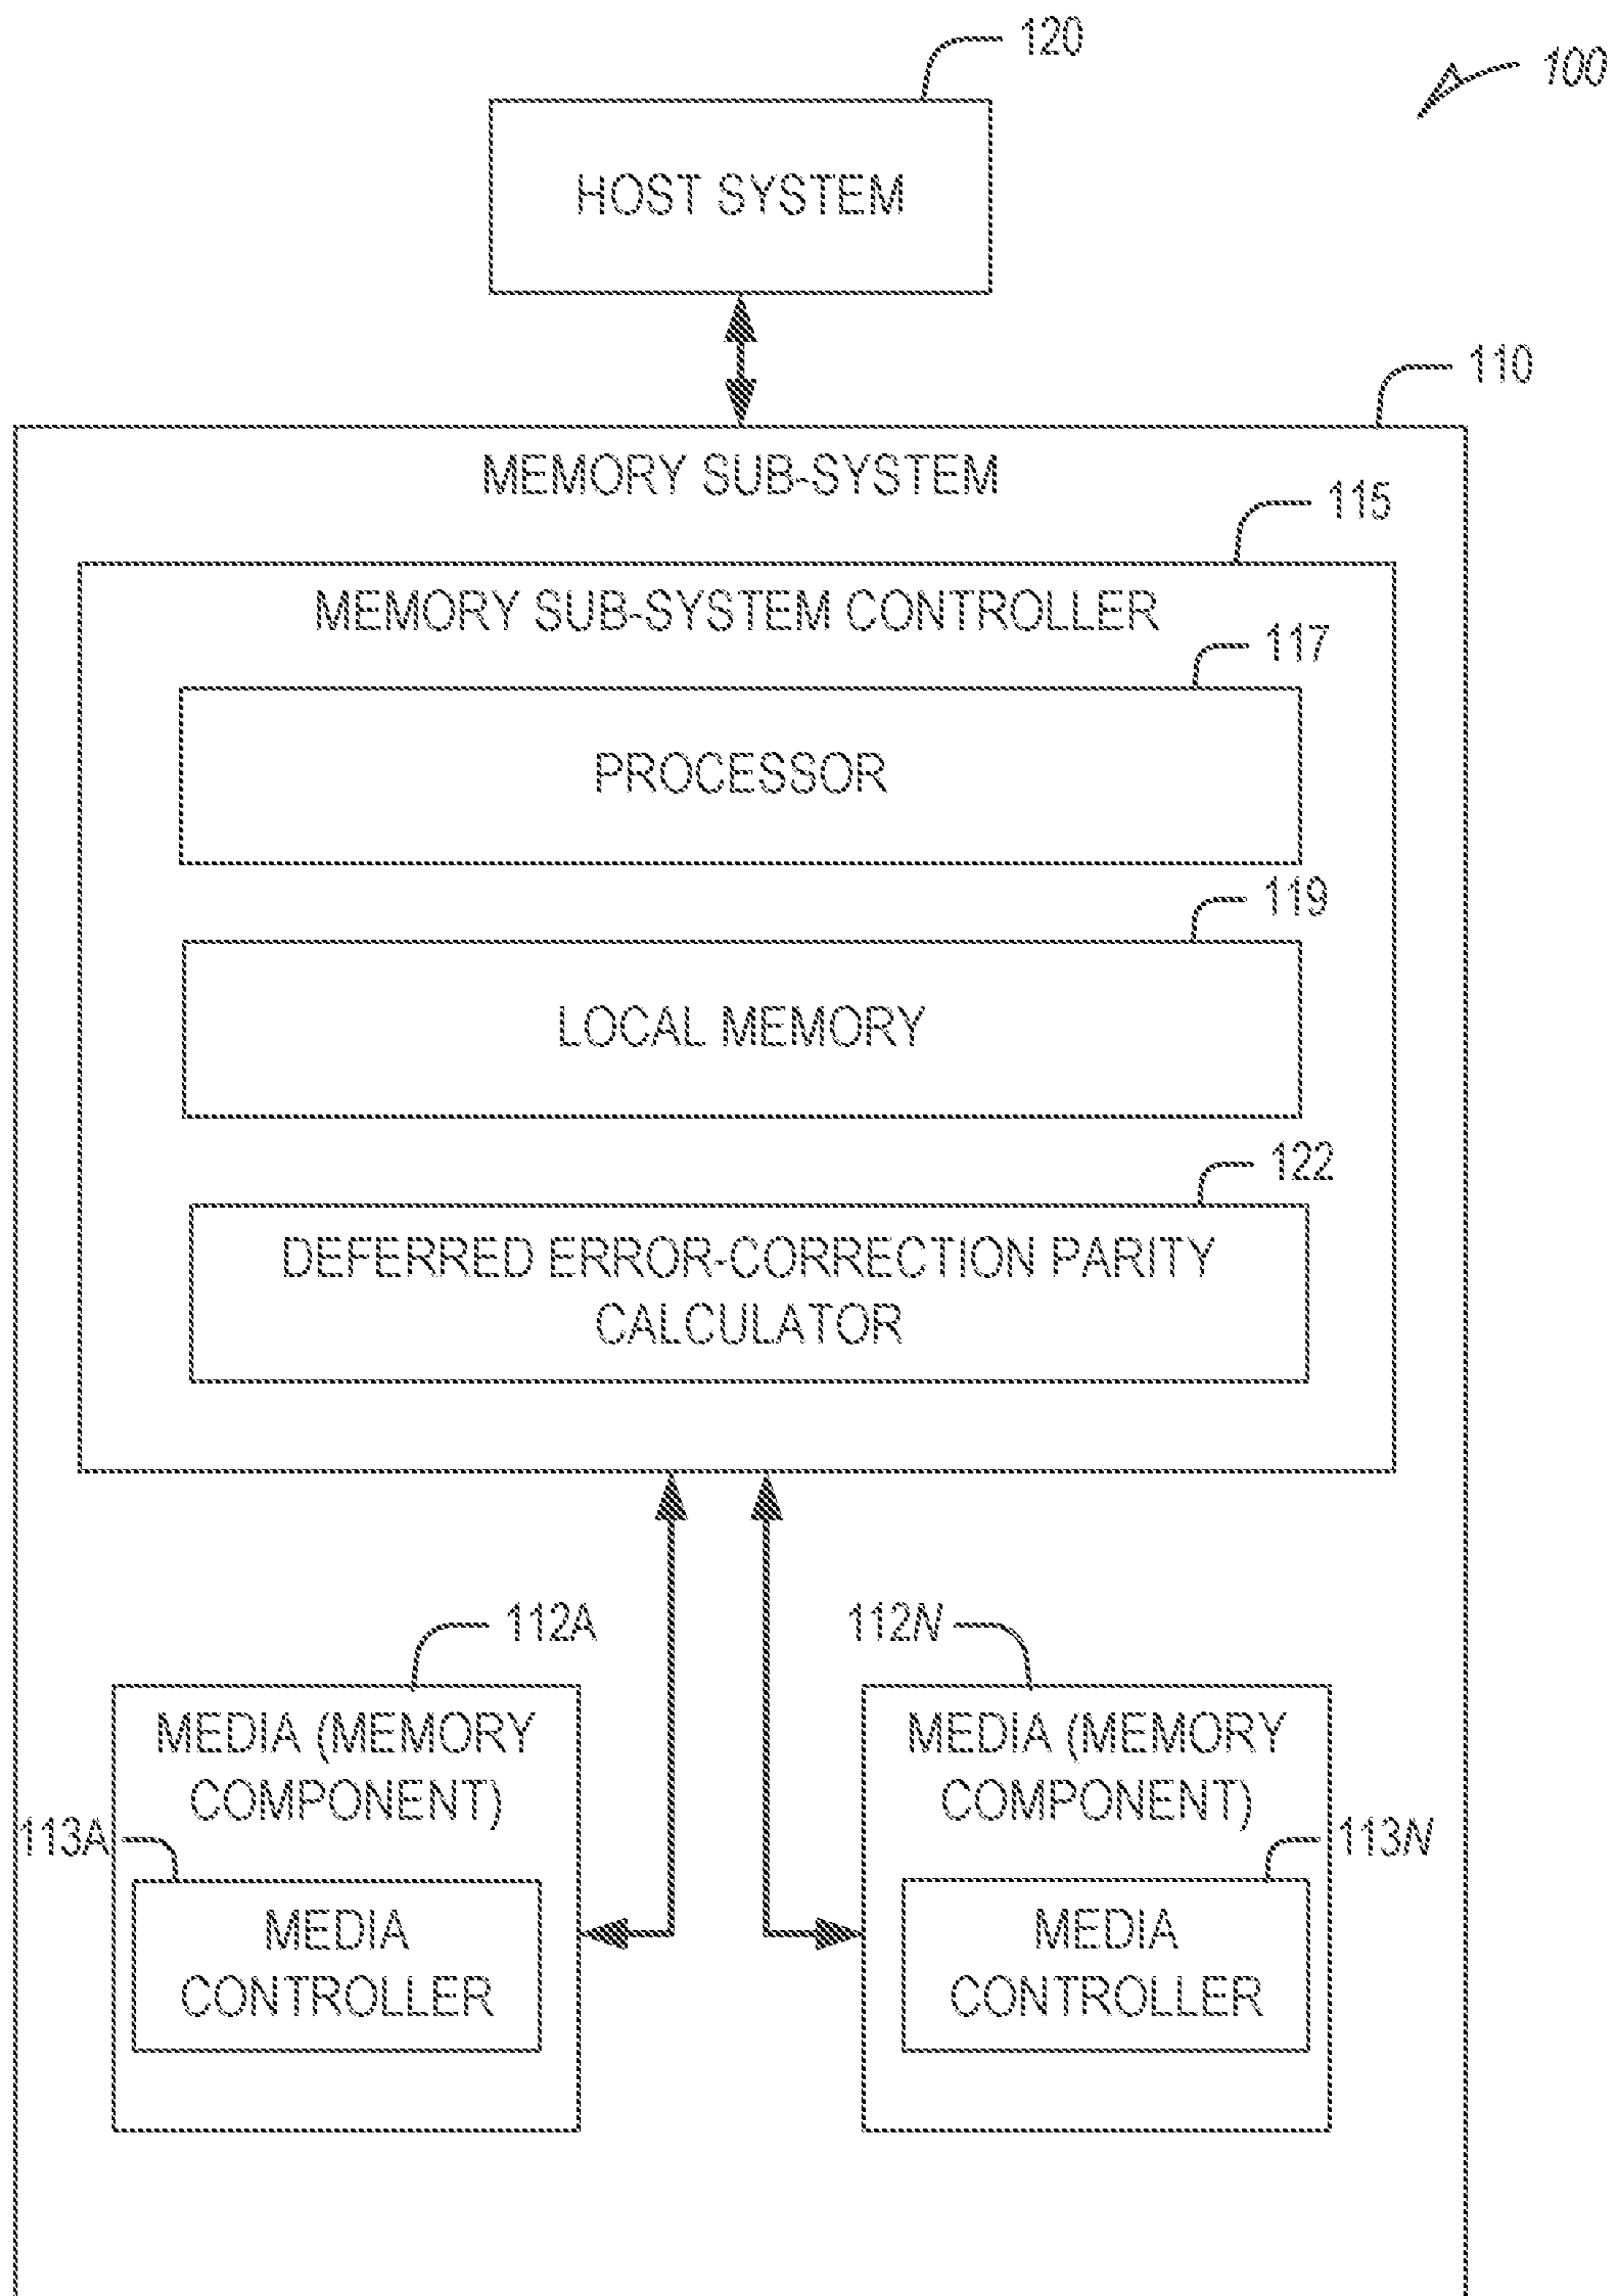 120
100
HOST SYSTEM
110
MEMORY SUB-SYSTEM
115
MEMORY SUB-SYSTEM CONTROLLER
117
PROCESSOR
119
LOCAL MEMORY
122
DEFERRED ERROR-CORRECTION PARITY
CALCULATOR
112A
112N
MEDIA (MEMORY
COMPONENT)
MEDIA (MEMORY
COMPONENT)
113A
113N
MEDIA
CONTROLLER
MEDIA
CONTROLLER